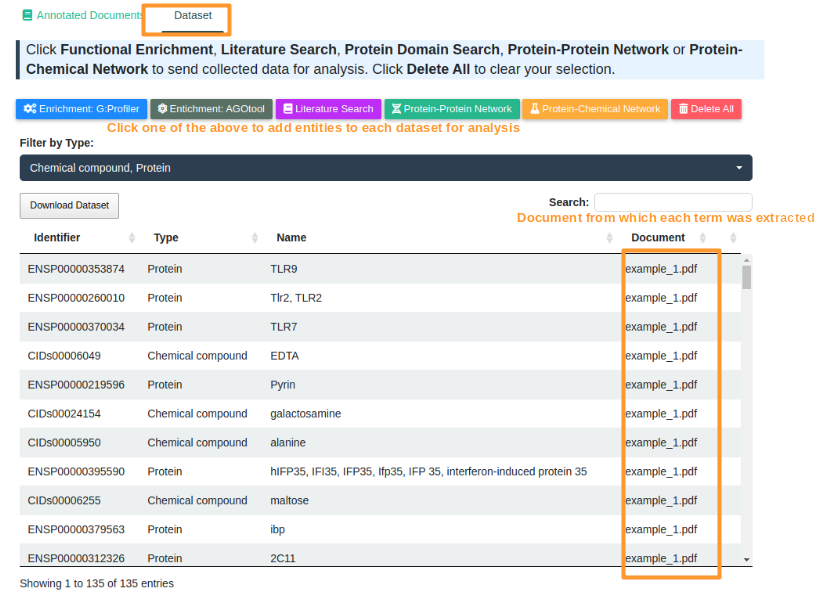 Annotated Documents
Dataset
Click Functional Enrichment, Literature Search, Protein Domain Search, Protein-Protein Network or Protein-
Chemical Network to send collected data for analysis. Click Delete All to clear your selection.
Enrichment: G:Profiler Entichment: AGOtool Literature Search Protein-Protein Network Protein-Chemical Network Delete All
Click one of the above to add entities to each dataset for analysis
Filter by Type:
Chemical compound, Protein
Download Dataset Search:
Document from which each term was extracted
Identifier Type Name Document
ENSP00000353874 Protein TLR9 example_1.pdf
ENSP00000260010 Protein Tlr2, TLR2 example_1.pdf
ENSP00000370034 Protein TLR7 example_1.pdf
CIDs00006049 Chemical compound EDTA example_1.pdf
ENSP00000219596 Protein Pyrin example_1.pdf
CIDs00024154 Chemical compound galactosamine example_1.pdf
CIDs00005950 Chemical compound alanine example_1.pdf
ENSP00000395590 Protein hIFP35, IFI35, IFP35, Ifp35, IFP 35, interferon-induced protein 35 example_1.pdf
CIDs00006255 Chemical compound maltose example_1.pdf
ENSP00000379563 Protein ibp example_1.pdf
ENSP00000312326 Protein 2C11 example_1.pdf
Showing 1 to 135 of 135 entries